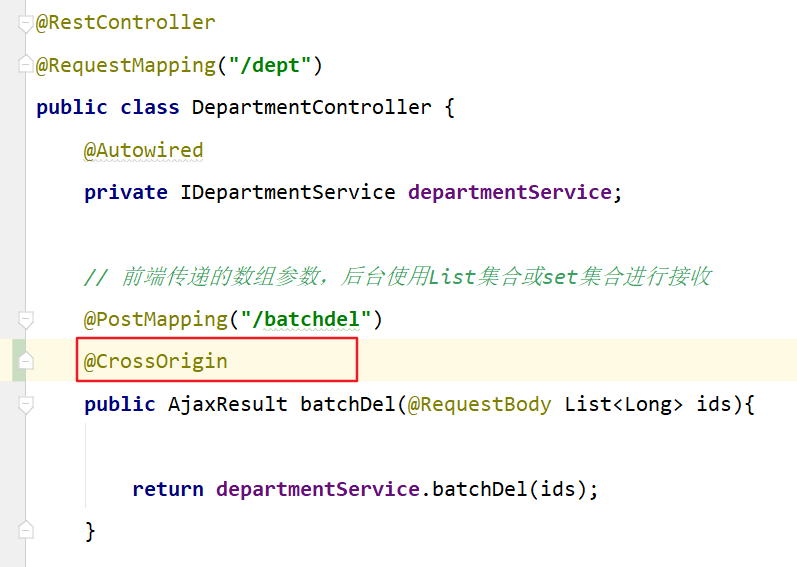 @RestController
@RequestMapping("/dept")
public class DepartmentController {
@Autowired
private IDepartmentService departmentService;
// 前端传递的数组参数，后台使用List集合或set集合进行接收
@PostMapping("/batchdel")
@CrossOrigin
public AjaxResult batchDel(@RequestBody List<Long> ids){
return departmentService.batchDel(ids);
}